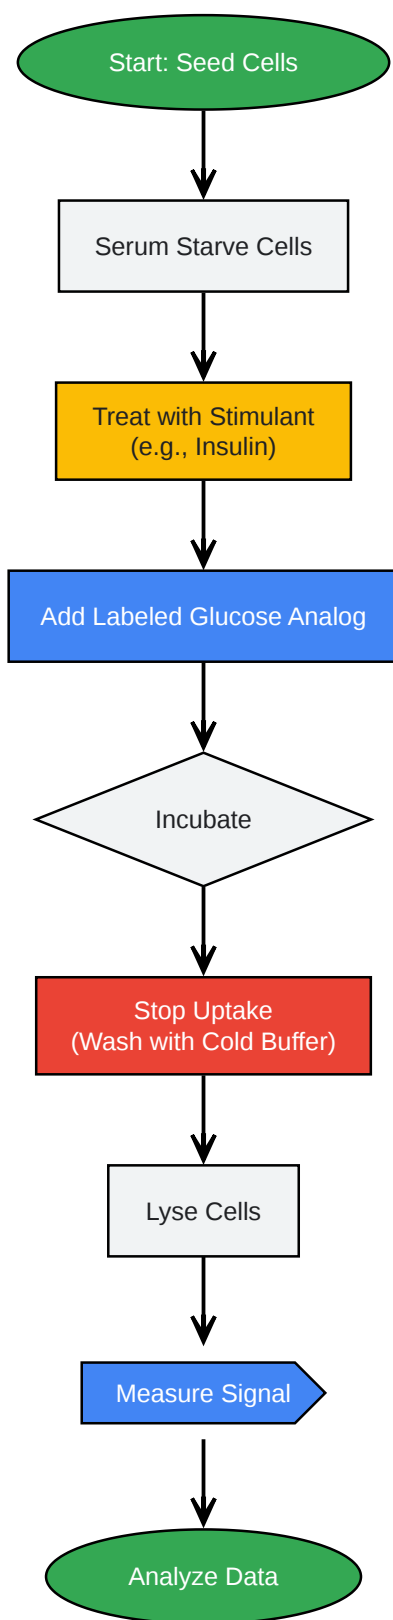 Start: Seed Cells
Serum Starve Cells
Treat with Stimulant
(e.g., Insulin)
Add Labeled Glucose Analog
Incubate
Stop Uptake
(Wash with Cold Buffer)
Lyse Cells
Measure Signal
Analyze Data